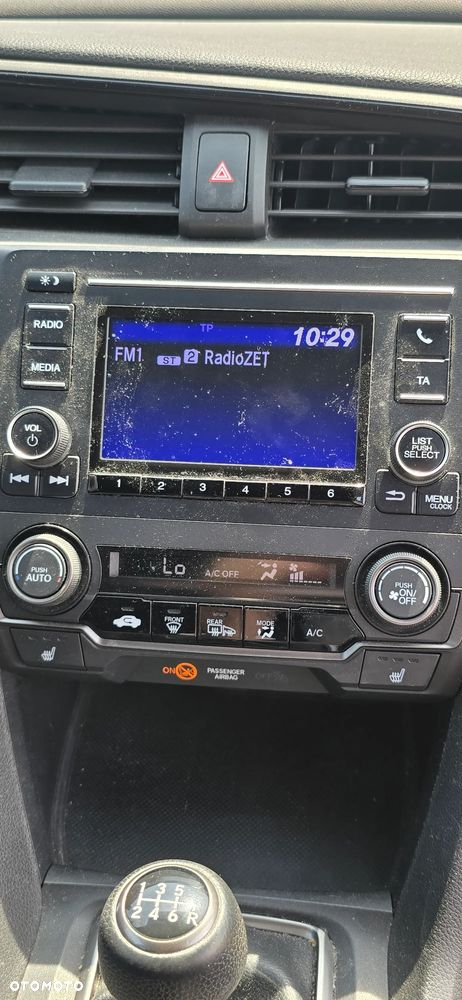 TP
10:29
FM1 ST 2 RadioZET
RADIO
MEDIA
TA
VOL
LIST
PUSH
SELECT
MENU
CLOCK
1 2 3 4 5 6
PUSH
AUTO
Lo A/C OFF
PUSH
ON/
OFF
FRONT
REAR
MODE
A/C
ON
PASSENGER
AIRBAG
OFF
1 3 5
2 4 6 R
OTOMOTO